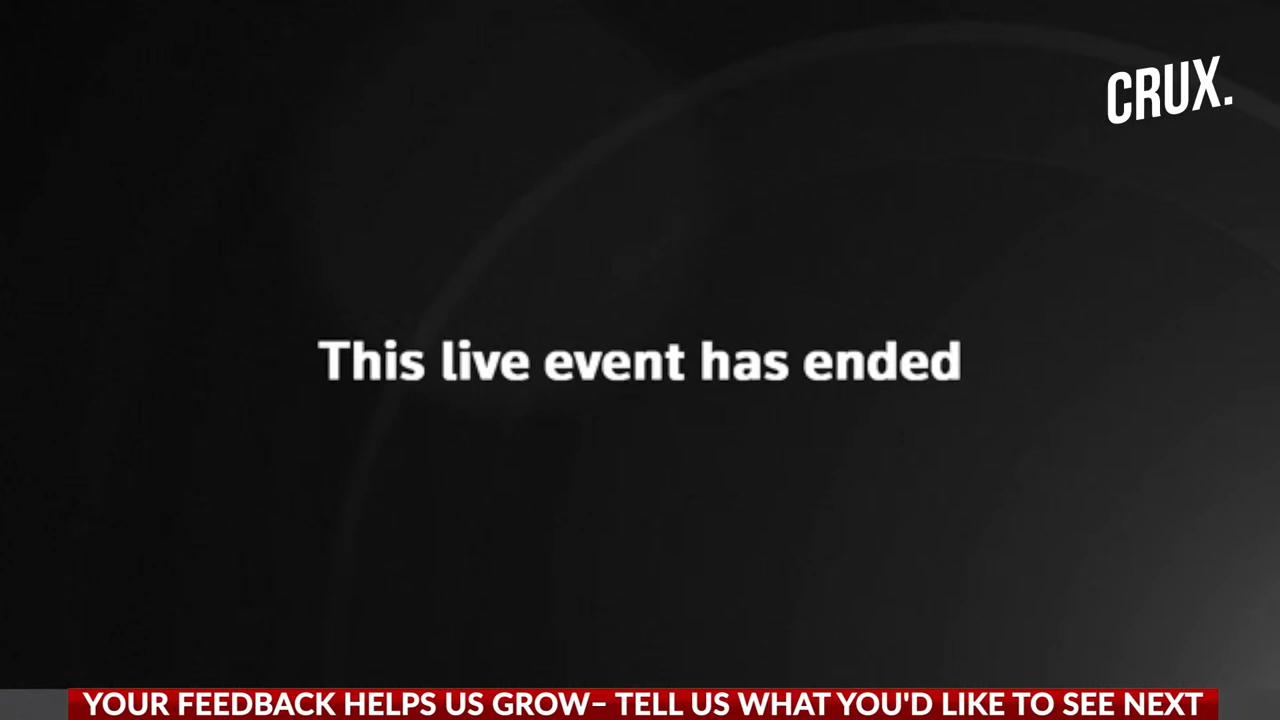 CRUX.
This live event has ended
YOUR FEEDBACK HELPS US GROW– TELL US WHAT YOU'D LIKE TO SEE NEXT